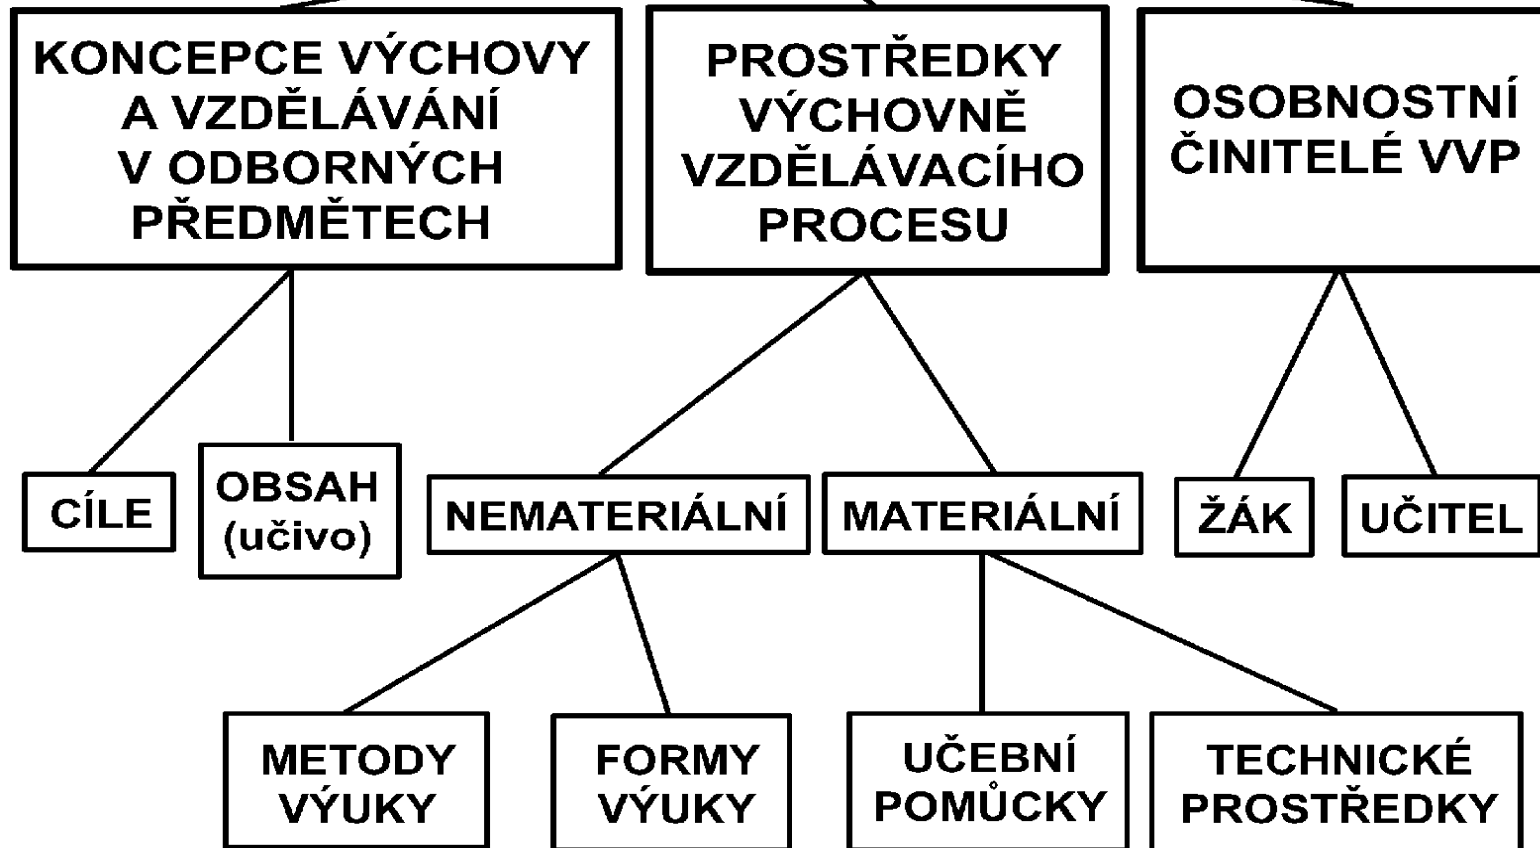 KONCEPCE VÝCHOVY
A VZDĚLÁVÁNÍ
V ODBORNÝCH
PŘEDMĚTECH
PROSTŘEDKY
VÝCHOVNĚ
VZDĚLÁVACÍHO
PROCESU
OSOBNOSTNÍ
ČINITELÉ VVP
CÍLE
OBSAH
(učivo)
NEMATERIÁLNÍ
MATERIÁLNÍ
ŽÁK
UČITEL
METODY
VÝUKY
FORMY
VÝUKY
UČEBNÍ
POMŮCKY
TECHNICKÉ
PROSTŘEDKY